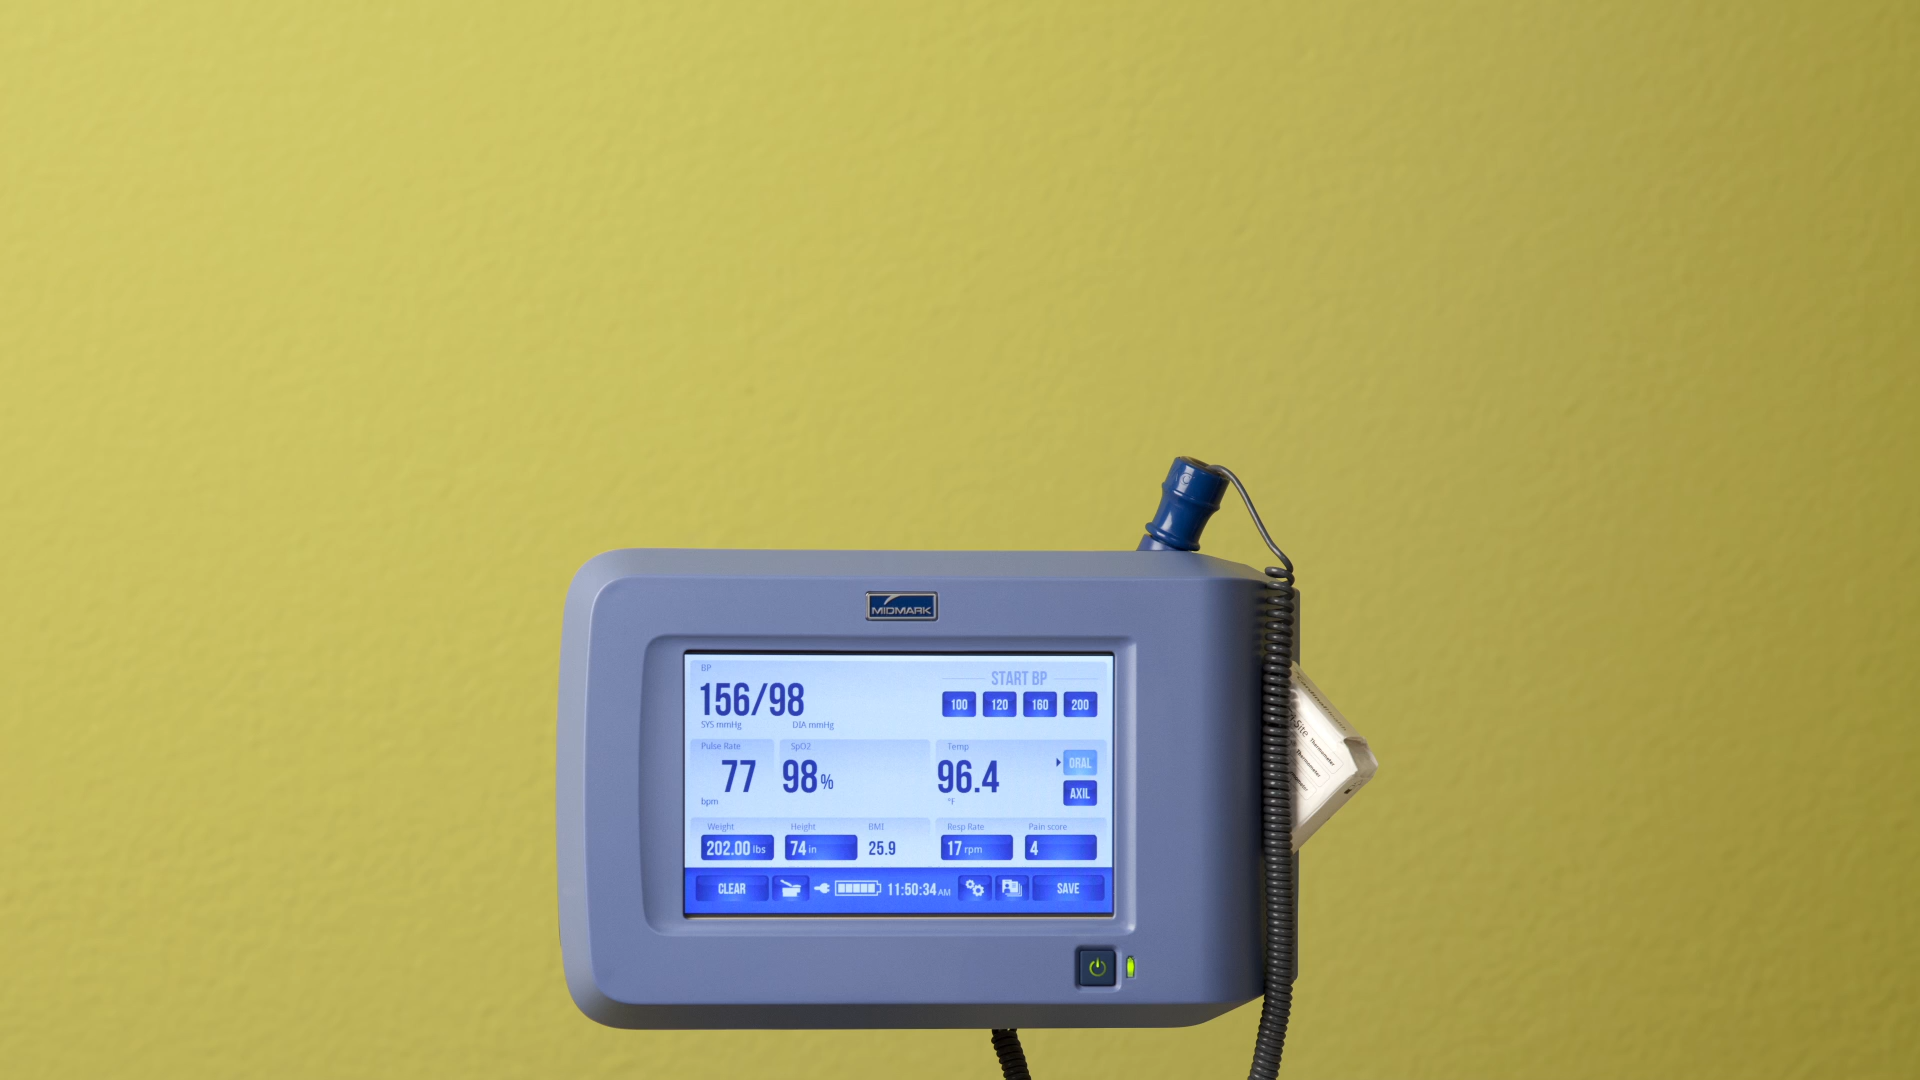 MIDMARK
BP
156/98
SYS mmHg DIA mmHg
START BP
100 120 160 200
Pulse Rate
77
bpm
SpO2
98%
Temp
96.4
°F
ORAL
AXIL
Weight Height BMI
202.00 lbs 74 in 25.9
Resp Rate Pain score
17 rpm 4
CLEAR 11:50:34 AM SAVE
Thermometer
Thermometer